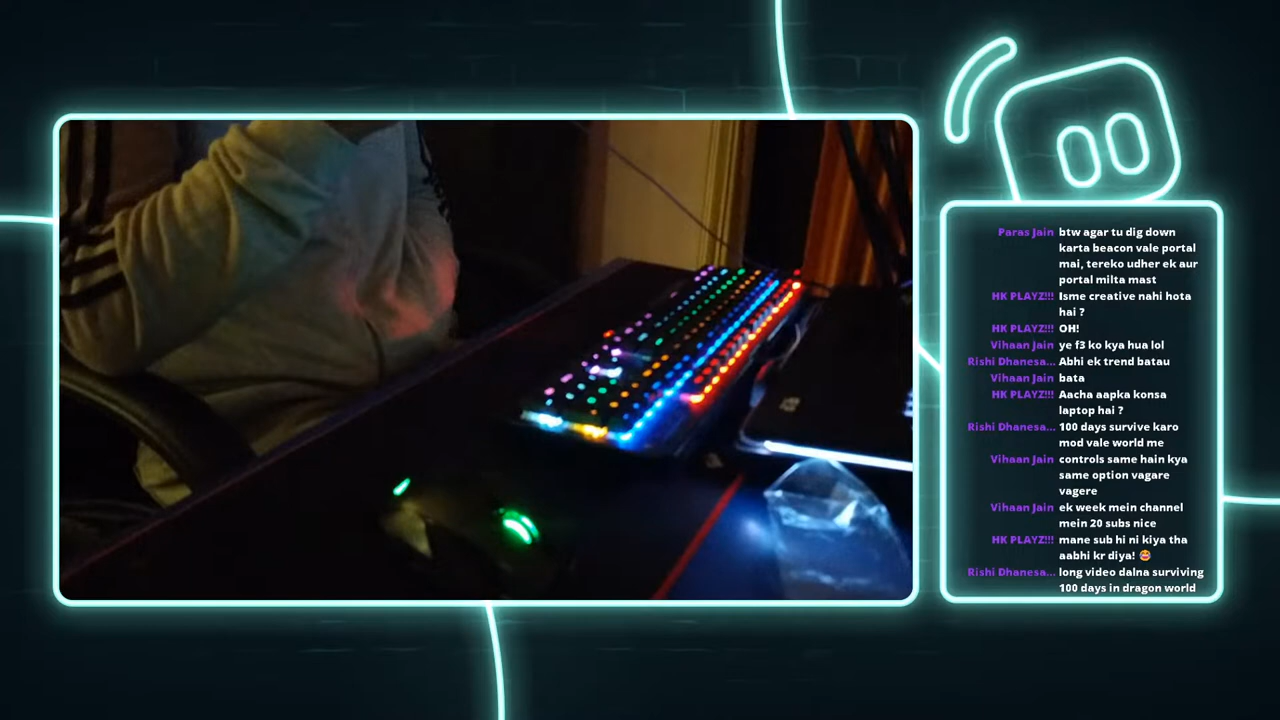 Paras Jain btw agar tu dig down
karta beacon vale portal
mai, tereko udher ek aur
portal milta mast
HK PLAYZ!!! Isme creative nahi hota
hai ?
HK PLAYZ!!! OH!
Vihaan Jain ye f3 ko kya hua lol
Rishi Dhanesa... Abhi ek trend batau
Vihaan Jain bata
HK PLAYZ!!! Aacha aapka konsa
laptop hai ?
Rishi Dhanesa... 100 days survive karo
mod vale world me
Vihaan Jain controls same hain kya
same option vagare
vagere
Vihaan Jain ek week mein channel
mein 20 subs nice
HK PLAYZ!!! mane sub hi ni kiya tha
aabhi kr diya! 🤩
Rishi Dhanesa... long video dalna surviving
100 days in dragon world